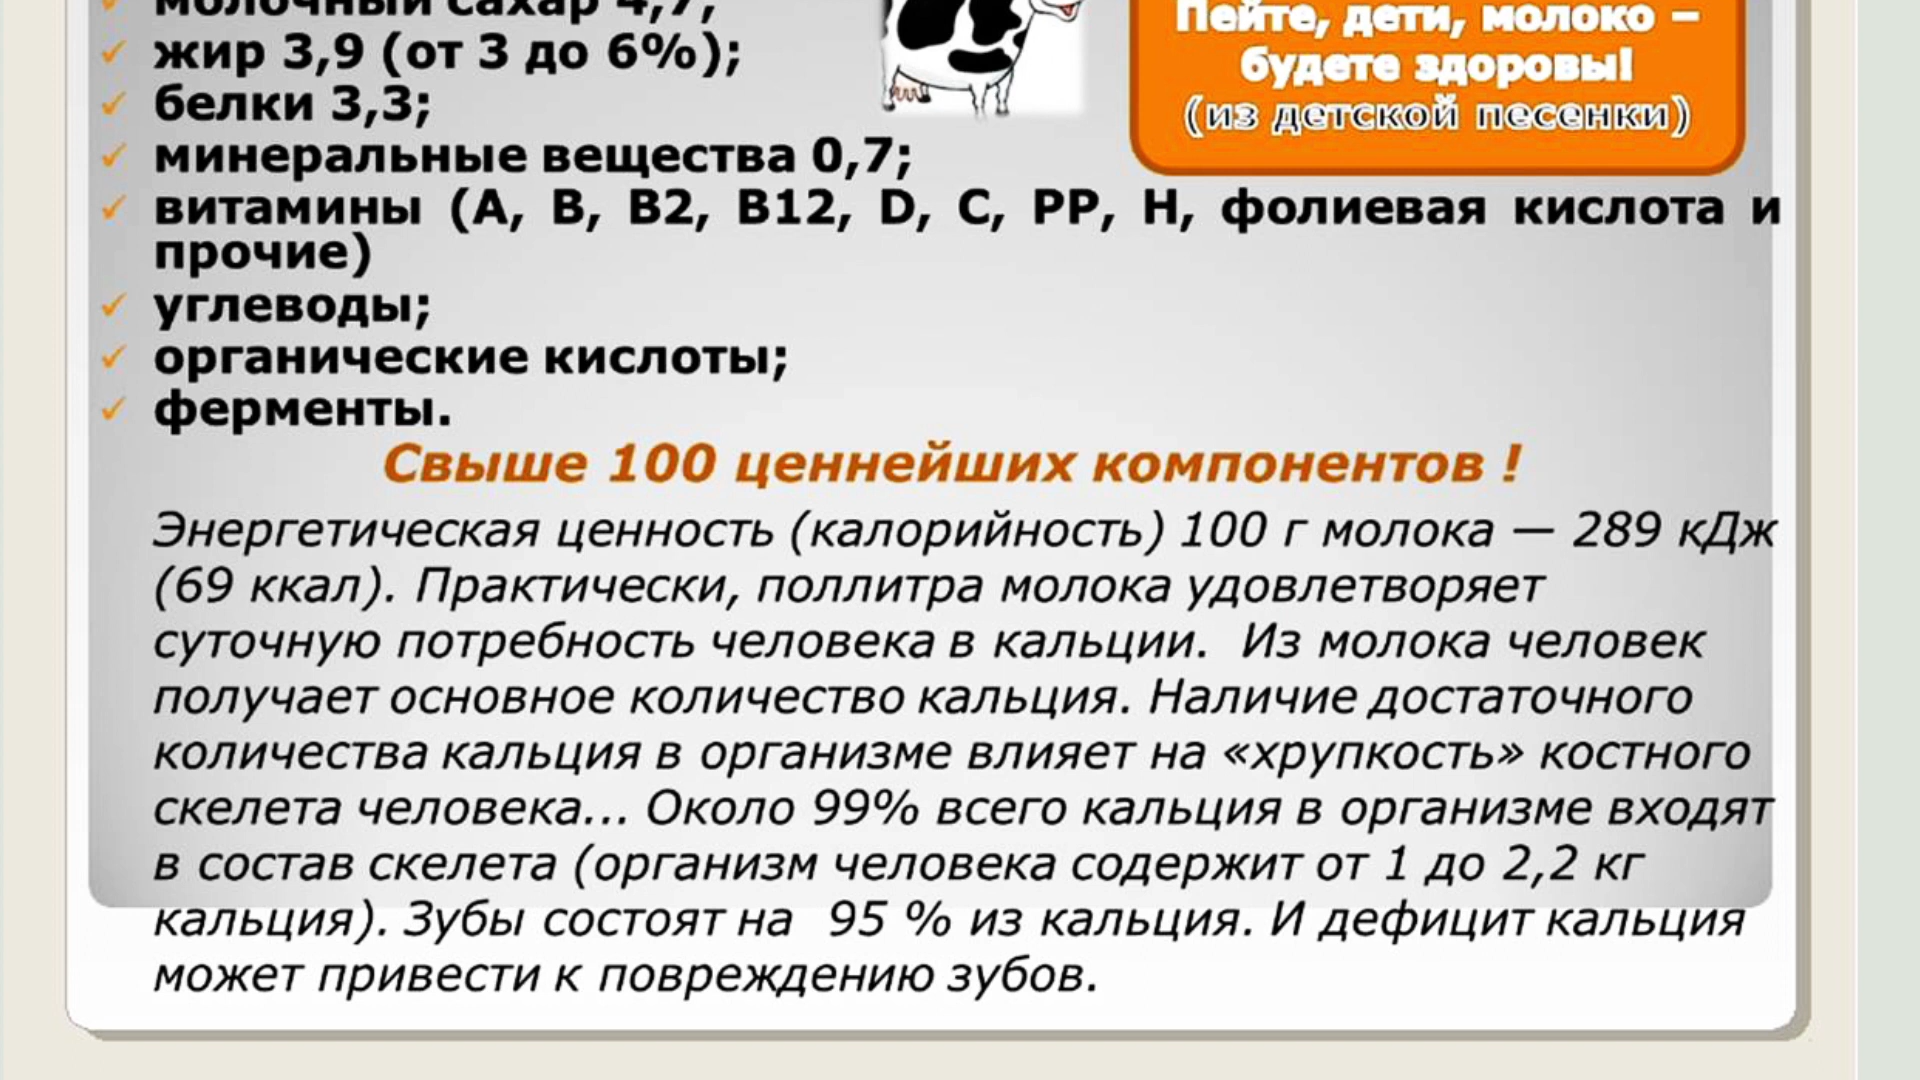 молочный сахар 4,7;
жир 3,9 (от 3 до 6%);
белки 3,3;
минеральные вещества 0,7;
витамины (А, В, В2, В12, D, С, РР, Н, фолиевая кислота и
прочие)
углеводы;
органические кислоты;
ферменты.
Пейте, дети, молоко –
будете здоровы!
(из детской песенки)
Свыше 100 ценнейших компонентов !
Энергетическая ценность (калорийность) 100 г молока — 289 кДж
(69 ккал). Практически, поллитра молока удовлетворяет
суточную потребность человека в кальции. Из молока человек
получает основное количество кальция. Наличие достаточного
количества кальция в организме влияет на «хрупкость» костного
скелета человека... Около 99% всего кальция в организме входят
в состав скелета (организм человека содержит от 1 до 2,2 кг
кальция). Зубы состоят на 95 % из кальция. И дефицит кальция
может привести к повреждению зубов.